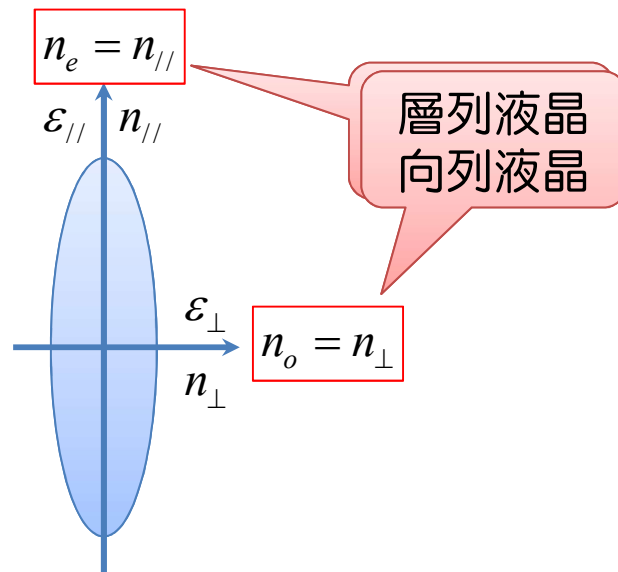 n_e = n_{//}
ε_{//} n_{//}
層列液晶
向列液晶
ε_⊥
n_o = n_⊥
n_⊥